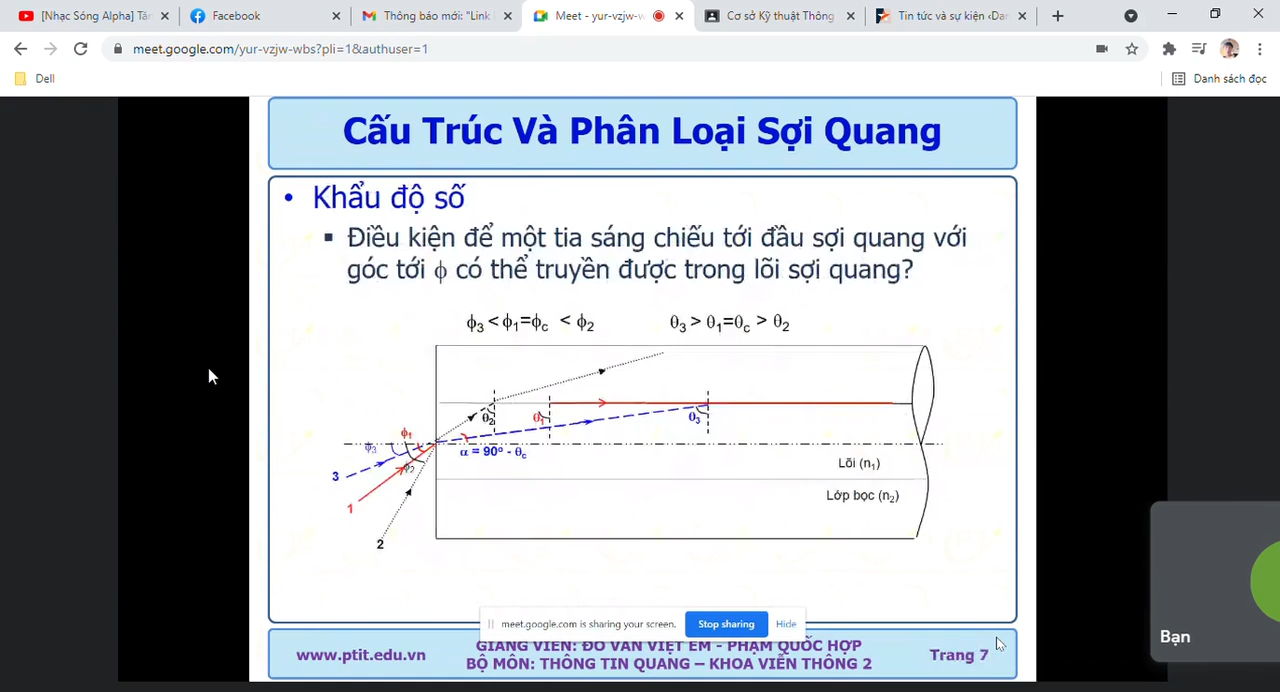 [Nhạc Sóng Alpha] Tăn
Facebook
Thông báo mới: "Link
Meet - yur-vzjw-w
Cơ sở Kỹ thuật Thông
Tin tức và sự kiện ‹Dan
meet.google.com/yur-vzjw-wbs?pli=1&authuser=1
Dell
Danh sách đọc
Cấu Trúc Và Phân Loại Sợi Quang
• Khẩu độ số
▪ Điều kiện để một tia sáng chiếu tới đầu sợi quang với
góc tới ϕ có thể truyền được trong lõi sợi quang?
ϕ3 < ϕ1=ϕc < ϕ2
θ3 > θ1=θc > θ2
θ2
θ1
θ3
ϕ1
ϕ3
ϕ2
α = 90º - θc
3
1
2
Lõi (n1)
Lớp bọc (n2)
meet.google.com is sharing your screen.
Stop sharing
Hide
www.ptit.edu.vn
GIẢNG VIÊN: ĐỖ VĂN VIỆT EM - PHẠM QUỐC HỢP
BỘ MÔN: THÔNG TIN QUANG – KHOA VIỄN THÔNG 2
Trang 7
Bạn